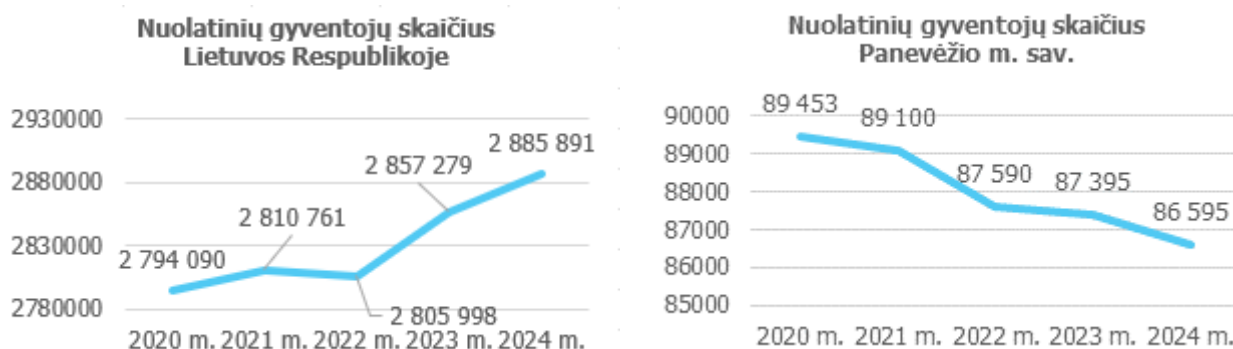 Nuolatinių gyventojų skaičius
Lietuvos Respublikoje
2930000
2880000
2830000
2780000
2 794 090
2 810 761
2 805 998
2 857 279
2 885 891
2020 m. 2021 m. 2022 m. 2023 m. 2024 m.
Nuolatinių gyventojų skaičius
Panevėžio m. sav.
90000
89000
88000
87000
86000
85000
89 453
89 100
87 590
87 395
86 595
2020 m. 2021 m. 2022 m. 2023 m. 2024 m.